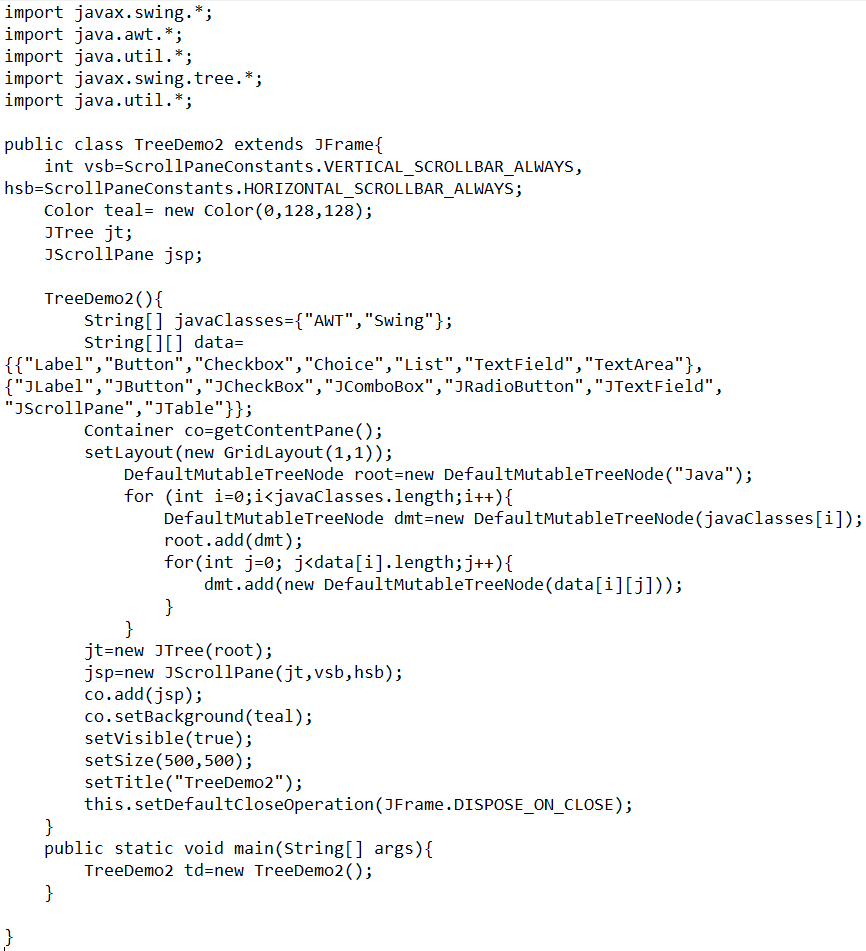 import javax.swing.*;
import java.awt.*;
import java.util.*;
import javax.swing.tree.*;
import java.util.*;

public class TreeDemo2 extends JFrame{
    int vsb=ScrollPaneConstants.VERTICAL_SCROLLBAR_ALWAYS,
hsb=ScrollPaneConstants.HORIZONTAL_SCROLLBAR_ALWAYS;
    Color teal= new Color(0,128,128);
    JTree jt;
    JScrollPane jsp;

    TreeDemo2(){
        String[] javaClasses={"AWT","Swing"};
        String[][] data=
{{"Label","Button","Checkbox","Choice","List","TextField","TextArea"},
{"JLabel","JButton","JCheckBox","JComboBox","JRadioButton","JTextField",
"JScrollPane","JTable"}};
        Container co=getContentPane();
        setLayout(new GridLayout(1,1));
            DefaultMutableTreeNode root=new DefaultMutableTreeNode("Java");
            for (int i=0;i<javaClasses.length;i++){
                DefaultMutableTreeNode dmt=new DefaultMutableTreeNode(javaClasses[i]);
                root.add(dmt);
                for(int j=0; j<data[i].length;j++){
                    dmt.add(new DefaultMutableTreeNode(data[i][j]));
                }
            }
        jt=new JTree(root);
        jsp=new JScrollPane(jt,vsb,hsb);
        co.add(jsp);
        co.setBackground(teal);
        setVisible(true);
        setSize(500,500);
        setTitle("TreeDemo2");
        this.setDefaultCloseOperation(JFrame.DISPOSE_ON_CLOSE);
    }
    public static void main(String[] args){
        TreeDemo2 td=new TreeDemo2();
    }

}